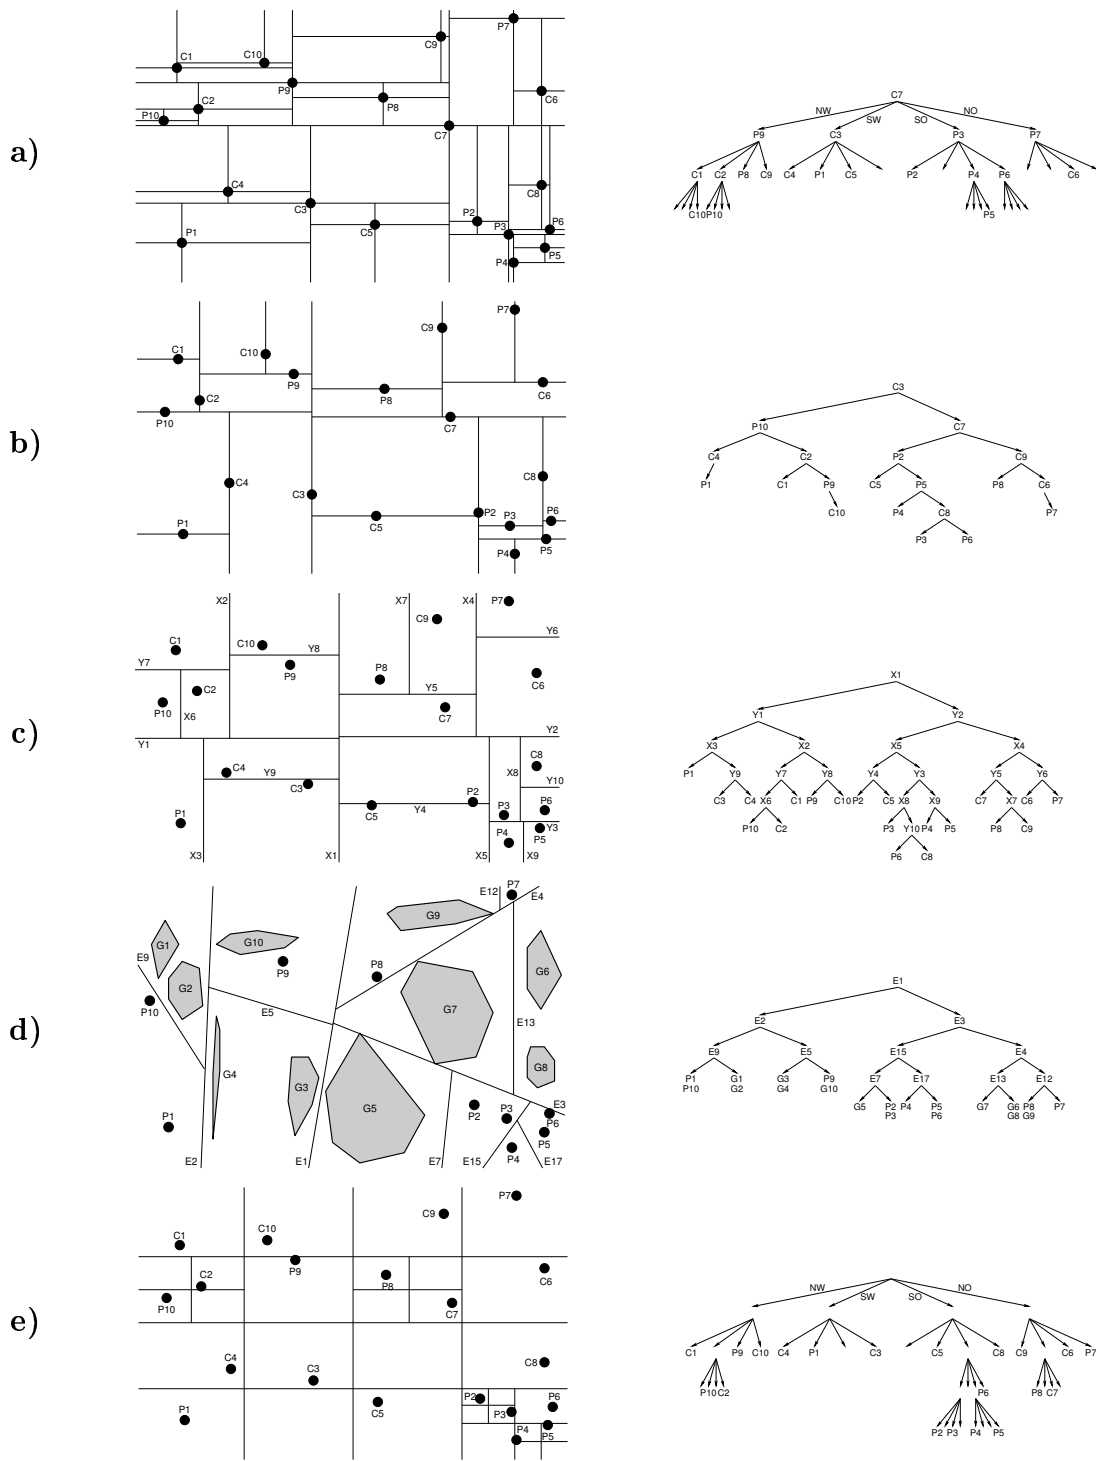 a)
P7
C9
C10
C1
P9
C6
C2
P8
P10
C7
C4
C8
C3
P2
P6
C5
P3
P1
P5
P4
C7
NW SW SO NO
P9 C3 P3 P7
C1 C2 P8 C9 C4 P1 C5 P2 P4 P6 C6
C10 P10 P5
b)
P7
C9
C1 C10
P9
P8 C6
C2
P10 C7
C4 C8
C3
P2 P3 P6
C5
P1
P4 P5
C3
P10 C7
C4 C2 P2 C9
P1 C1 P9 C5 P5 P8 C6
C10 P4 C8 P7
P3 P6
c)
X2 X7 X4 P7
C9
Y6
C1 C10 Y8
Y7 P9 P8
C6
C2 Y5
P10 X6 C7
Y1 Y2
C4 Y9 X8 C8
C3 Y10
P2
C5 Y4 P3 P6
P1 P4 P5 Y3
X3 X1 X5 X9
X1
Y1 Y2
X3 X2 X5 X4
P1 Y9 Y7 Y8 Y4 Y3 Y5 Y6
C3 C4 X6 C1 P9 C10 P2 C5 X8 X9 C7 X7 C6 P7
P10 C2 P3 Y10 P4 P5 P8 C9
P6 C8
d)
P7
E12 E4
G9
G1 G10
E9
P9 P8 G6
G2
P10 E5 G7
E13
G4 G8
G3
G5 E3
P1 P2 P3 P6
P5
P4
E2 E1 E7 E15 E17
E1
E2 E3
E9 E5 E15 E4
P1 G1 G3 P9 E7 E17 E13 E12
P10 G2 G4 G10
G5 P2 P4 P5 G7 G6 P8 P7
P3 P6 G8 G9
e)
P7
C9
C10
C1
P9
C2 C6
P8
P10
C7
C4 C3 C8
P2 P6
C5 P3
P1
P4
P5
NW SW SO NO
C1 P9 C10 C4 P1 C3 C5 C8 C9 C6 P7
P10 C2 P6 P8 C7
P2 P3 P4 P5